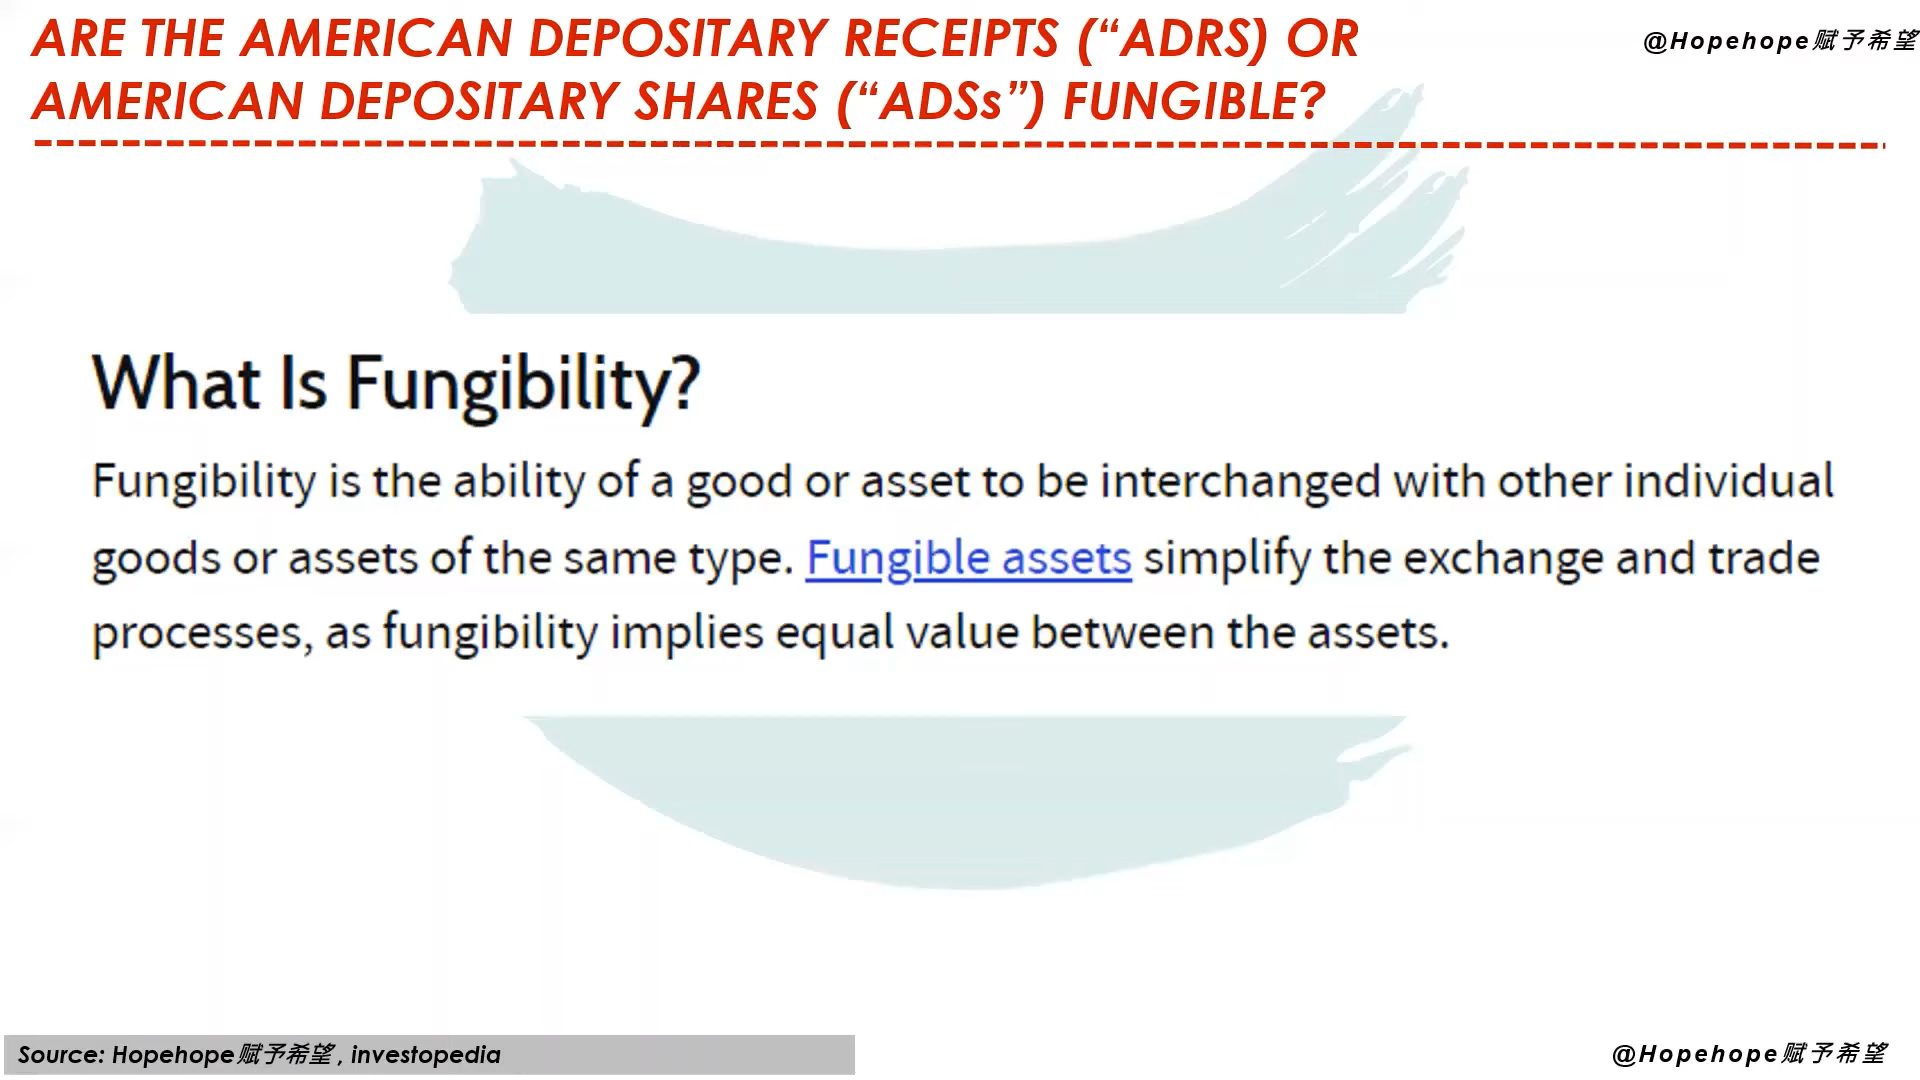 ARE THE AMERICAN DEPOSITARY RECEIPTS (“ADRS) OR
AMERICAN DEPOSITARY SHARES (“ADSs”) FUNGIBLE?
@Hopehope赋予希望
What Is Fungibility?
Fungibility is the ability of a good or asset to be interchanged with other individual
goods or assets of the same type. Fungible assets simplify the exchange and trade
processes, as fungibility implies equal value between the assets.
Source: Hopehope赋予希望 , investopedia
@Hopehope赋予希望